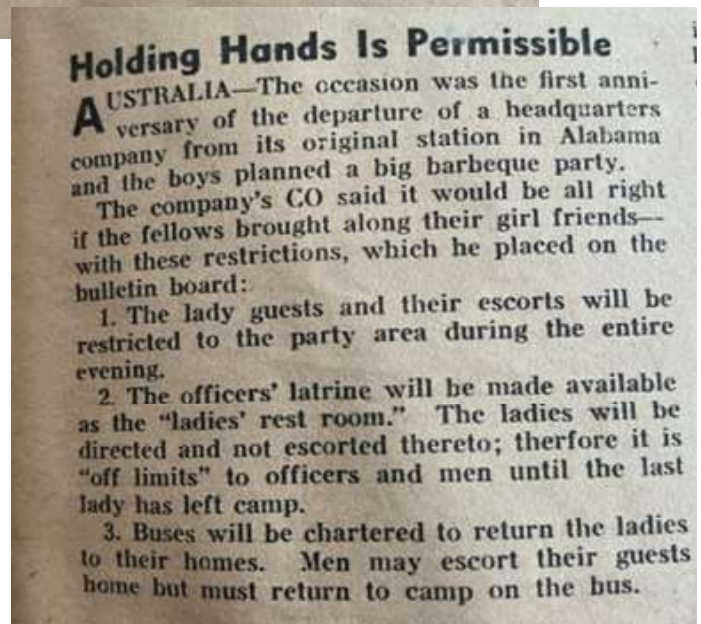 Holding Hands Is Permissible
AUSTRALIA—The occasion was the first anni-
versary of the departure of a headquarters
company from its original station in Alabama
and the boys planned a big barbeque party.
The company's CO said it would be all right
if the fellows brought along their girl friends—
with these restrictions, which he placed on the
bulletin board:
1. The lady guests and their escorts will be
restricted to the party area during the entire
evening.
2. The officers' latrine will be made available
as the "ladies' rest room." The ladies will be
directed and not escorted thereto; therfore it is
"off limits" to officers and men until the last
lady has left camp.
3. Buses will be chartered to return the ladies
to their homes. Men may escort their guests
home but must return to camp on the bus.